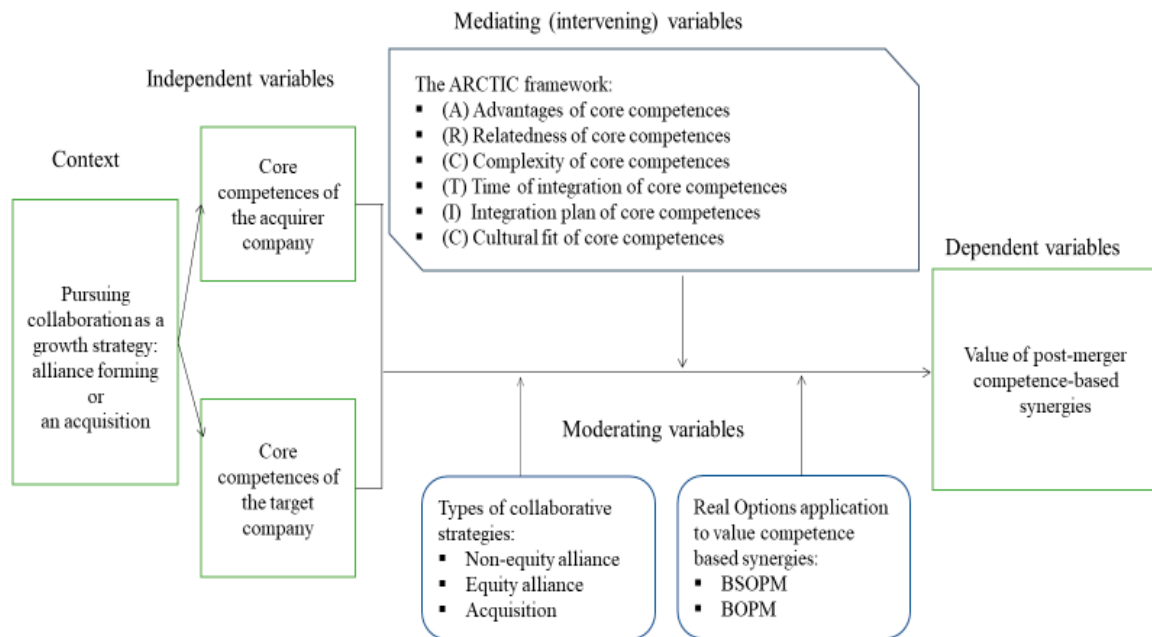 Mediating (intervening) variables
Independent variables
The ARCTIC framework:
▪ (A) Advantages of core competences
▪ (R) Relatedness of core competences
▪ (C) Complexity of core competences
▪ (T) Time of integration of core competences
▪ (I) Integration plan of core competences
▪ (C) Cultural fit of core competences
Context
Core
competences of
the acquirer
company
Dependent variables
Pursuing
collaboration as a
growth strategy:
alliance forming
or
an acquisition
Value of post-merger
competence-based
synergies
Moderating variables
Core
competences of
the target
company
Types of collaborative
strategies:
▪ Non-equity alliance
▪ Equity alliance
▪ Acquisition
Real Options application
to value competence
based synergies:
▪ BSOPM
▪ BOPM